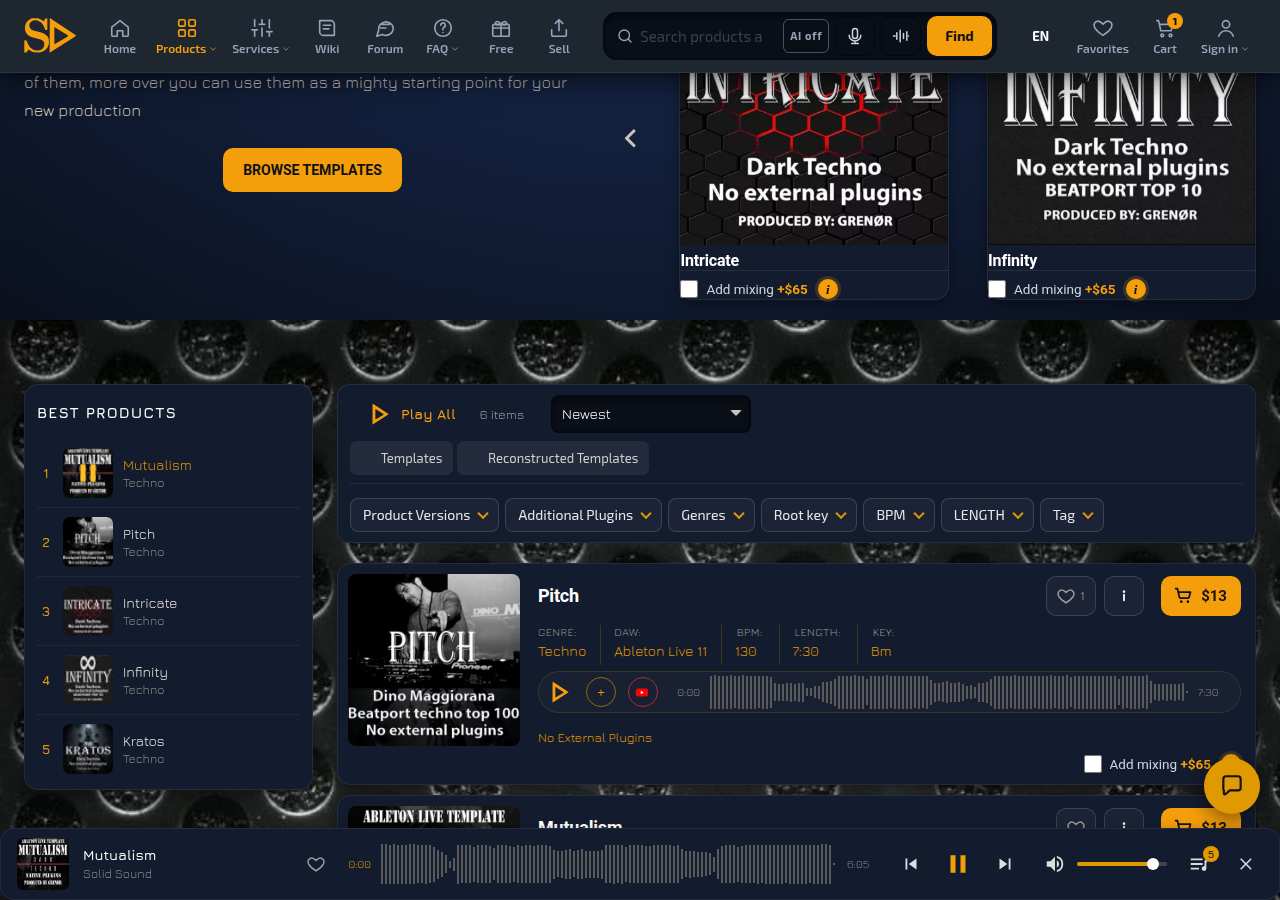 SD
Home
Products
Services
Wiki
Forum
FAQ
Free
Sell
Search products a
AI off
Find
EN
Favorites
1
Cart
Sign in
of them, more over you can use them as a mighty starting point for your
new production
BROWSE TEMPLATES
INTRICATE
Dark Techno
No external plugins
PRODUCED BY: GRENØR
Intricate
Add mixing +$65
i
INFINITY
Dark Techno
No external plugins
BEATPORT TOP 10
PRODUCED BY: GRENØR
Infinity
Add mixing +$65
i
BEST PRODUCTS
1
Mutualism
Techno
2
Pitch
Techno
3
Intricate
Techno
4
Infinity
Techno
5
Kratos
Techno
Play All
6 items
Newest
Templates
Reconstructed Templates
Product Versions
Additional Plugins
Genres
Root key
BPM
LENGTH
Tag
PITCH
Pioneer
Dino Maggiorana
Beatport techno top 100
No external plugins
Pitch
1
i
$13
GENRE:
Techno
DAW:
Ableton Live 11
BPM:
130
LENGTH:
7:30
KEY:
Bm
+
0:00
7:30
No External Plugins
Add mixing +$65
ABLETON LIVE TEMPLATE
Mutualism
i
$13
MUTUALISM
Mutualism
Solid Sound
0:00
6:05
5